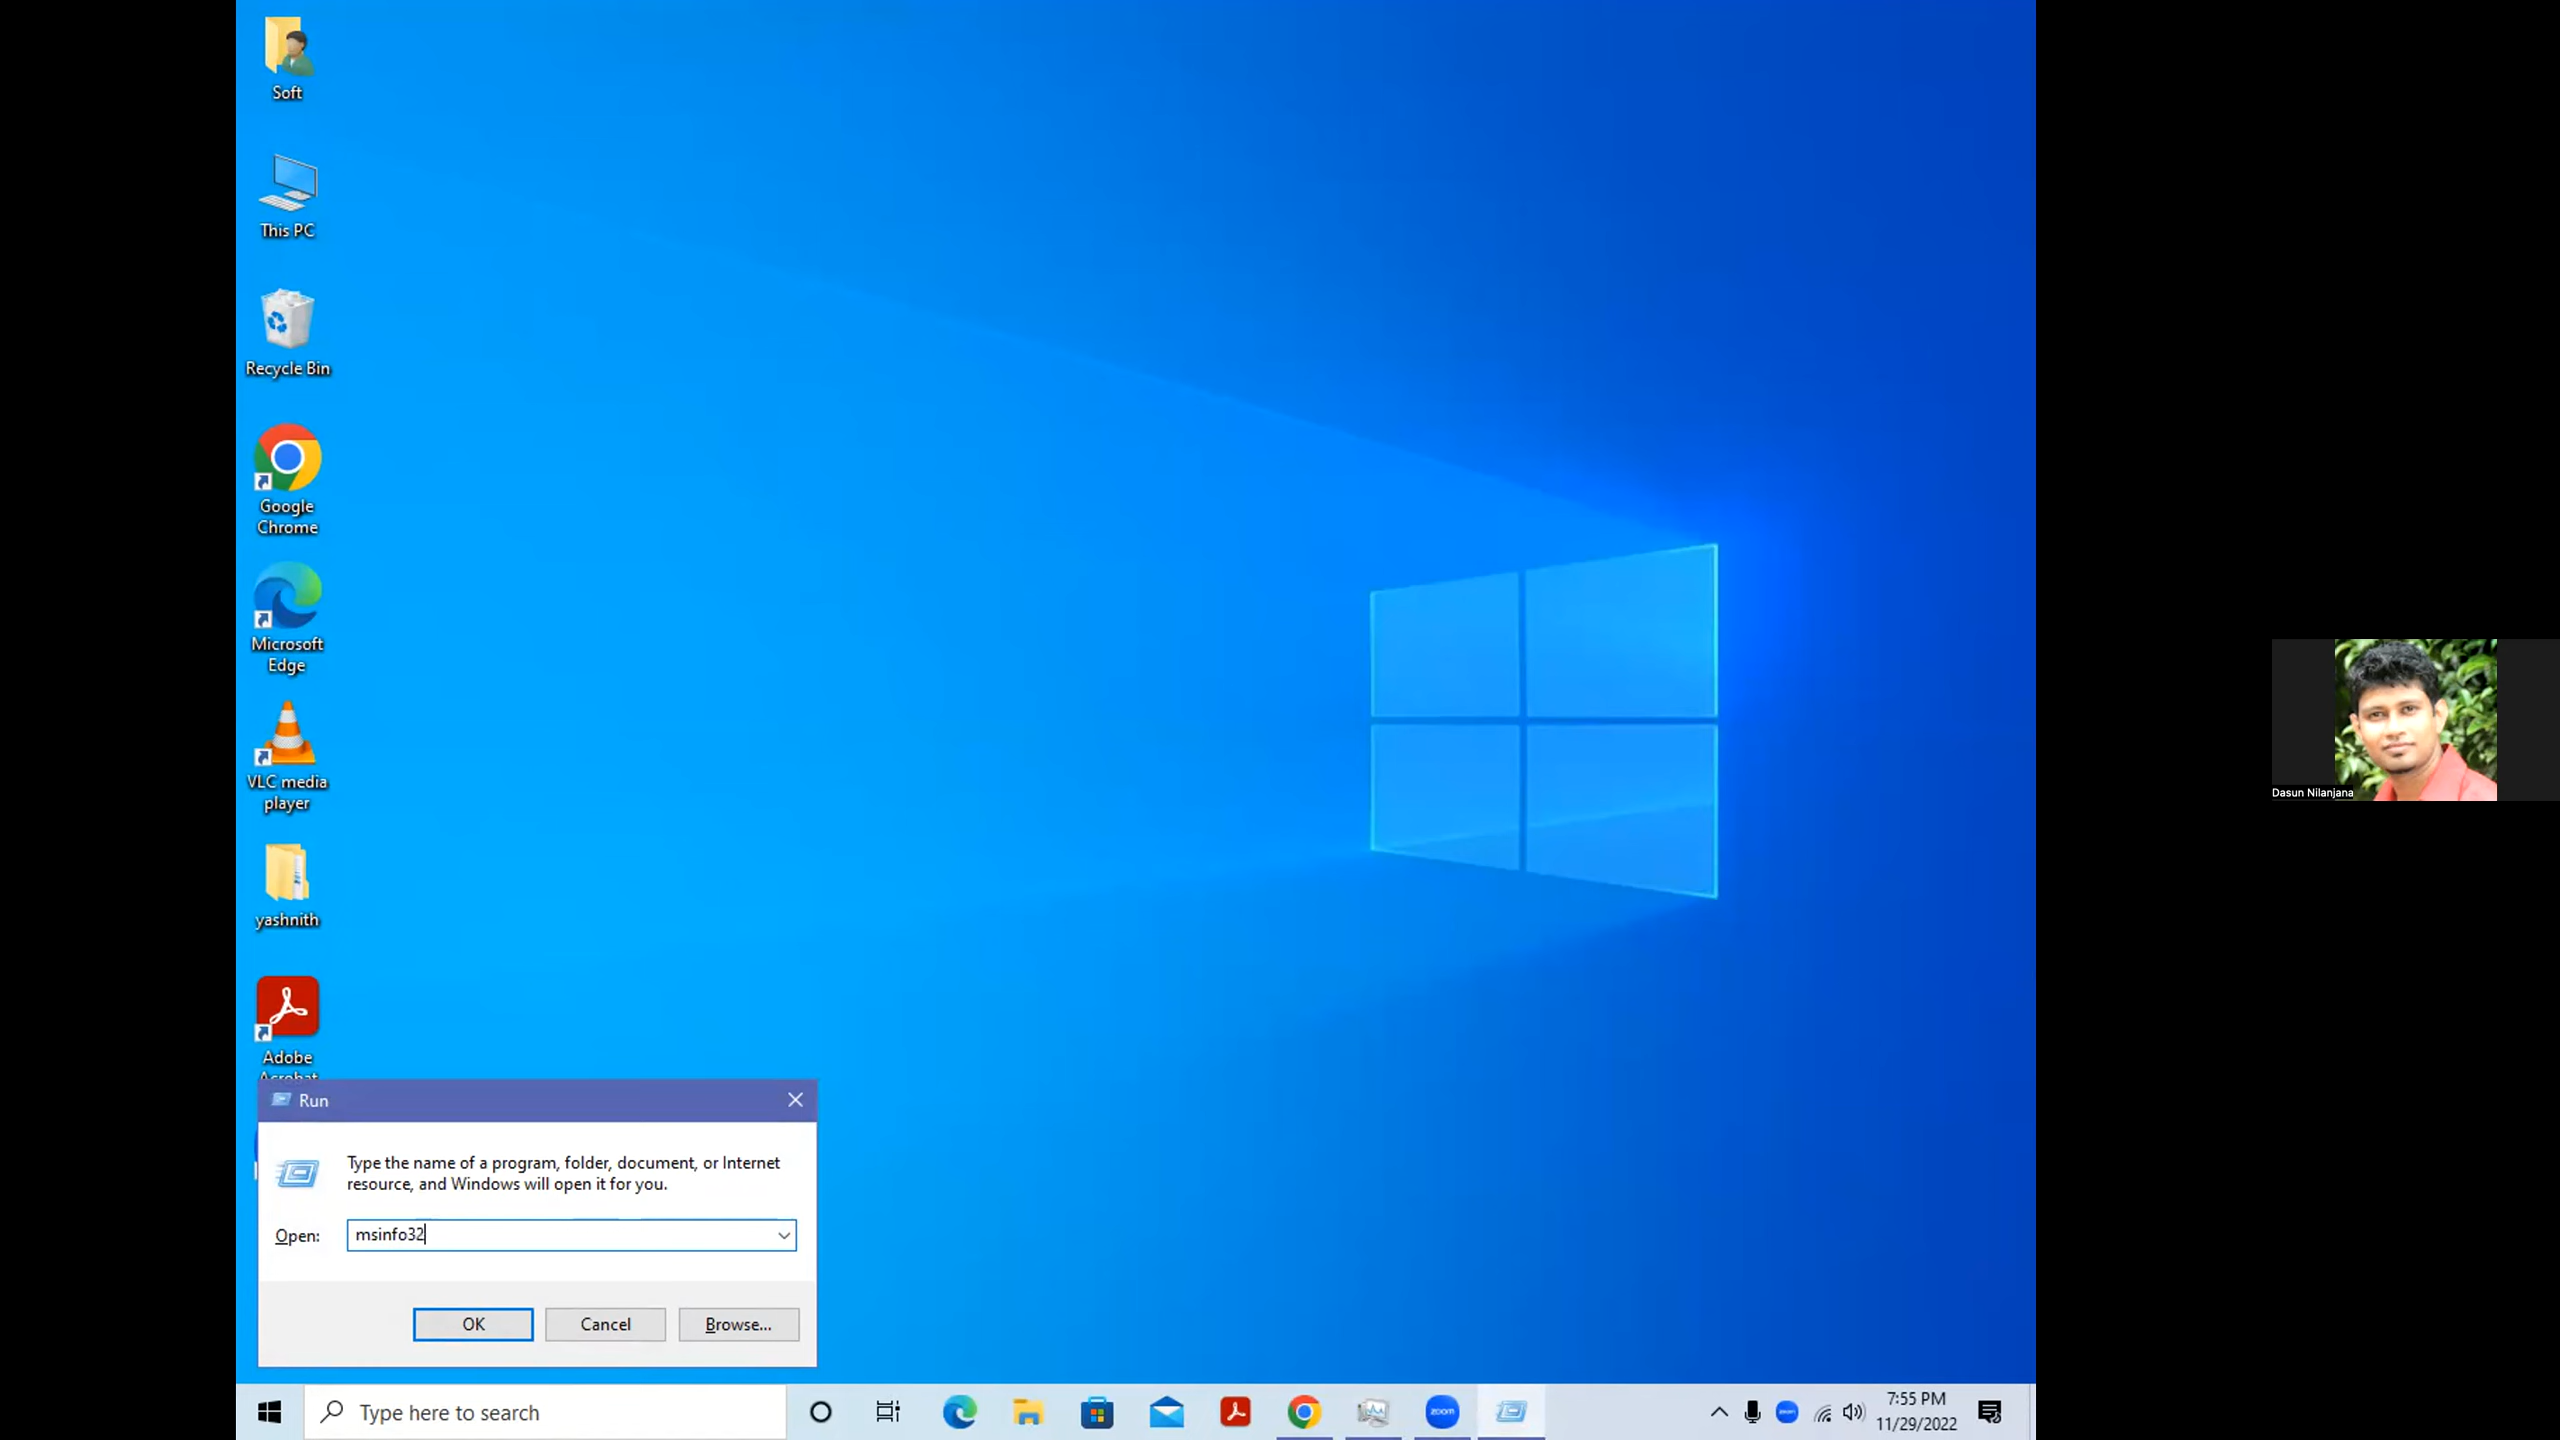 Soft
This PC
Recycle Bin
Google
Chrome
Microsoft
Edge
VLC media
player
yashnith
Adobe
Acrobat
Run
Type the name of a program, folder, document, or Internet
resource, and Windows will open it for you.
Open:
msinfo32
OK
Cancel
Browse...
Type here to search
zoom
zoom
7:55 PM
11/29/2022
Dasun Nilanjana